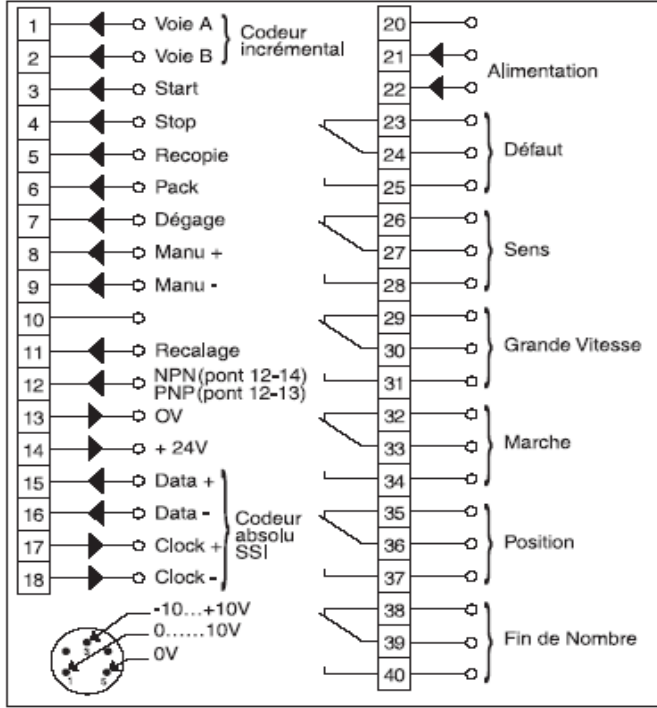 1 Voie A
2 Voie B
Codeur
incrémental
3 Start
4 Stop
5 Recopie
6 Pack
7 Dégage
8 Manu +
9 Manu -
10
11 Recalage
12 NPN(pont 12-14)
PNP(pont 12-13)
13 OV
14 + 24V
15 Data +
16 Data -
17 Clock +
18 Clock -
Codeur
absolu
SSI
-10...+10V
0......10V
0V
20
21
22
Alimentation
23
24 Défaut
25
26
27 Sens
28
29
30 Grande Vitesse
31
32
33 Marche
34
35
36 Position
37
38
39 Fin de Nombre
40